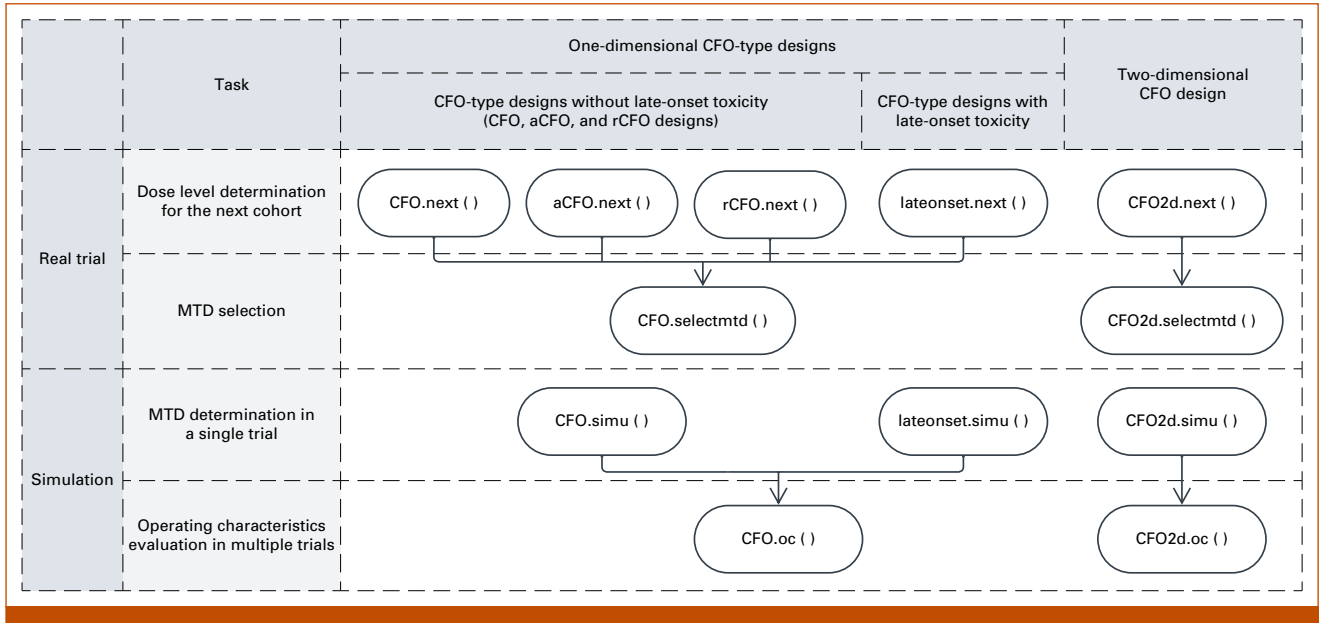 Task
One-dimensional CFO-type designs
CFO-type designs without late-onset toxicity
(CFO, aCFO, and rCFO designs)
CFO-type designs with
late-onset toxicity
Two-dimensional
CFO design
Real trial
Dose level determination
for the next cohort
CFO.next ( )
aCFO.next ( )
rCFO.next ( )
lateonset.next ( )
CFO2d.next ( )
MTD selection
CFO.selectmtd ( )
CFO2d.selectmtd ( )
Simulation
MTD determination in
a single trial
CFO.simu ( )
lateonset.simu ( )
CFO2d.simu ( )
Operating characteristics
evaluation in multiple trials
CFO.oc ( )
CFO2d.oc ( )